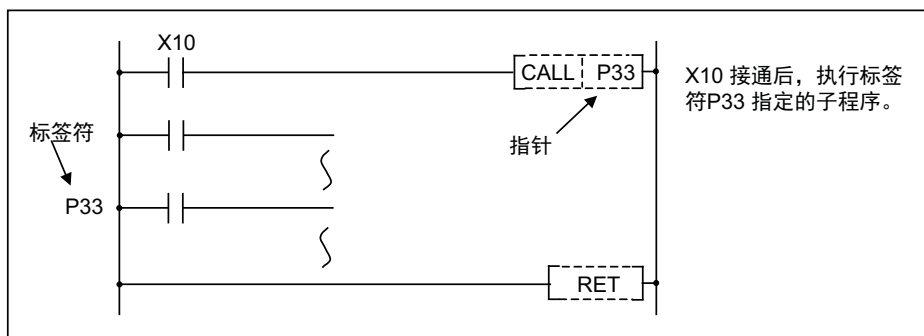 X10
CALL P33
X10 接通后，执行标签
符P33 指定的子程序。
标签符
指针
P33
RET